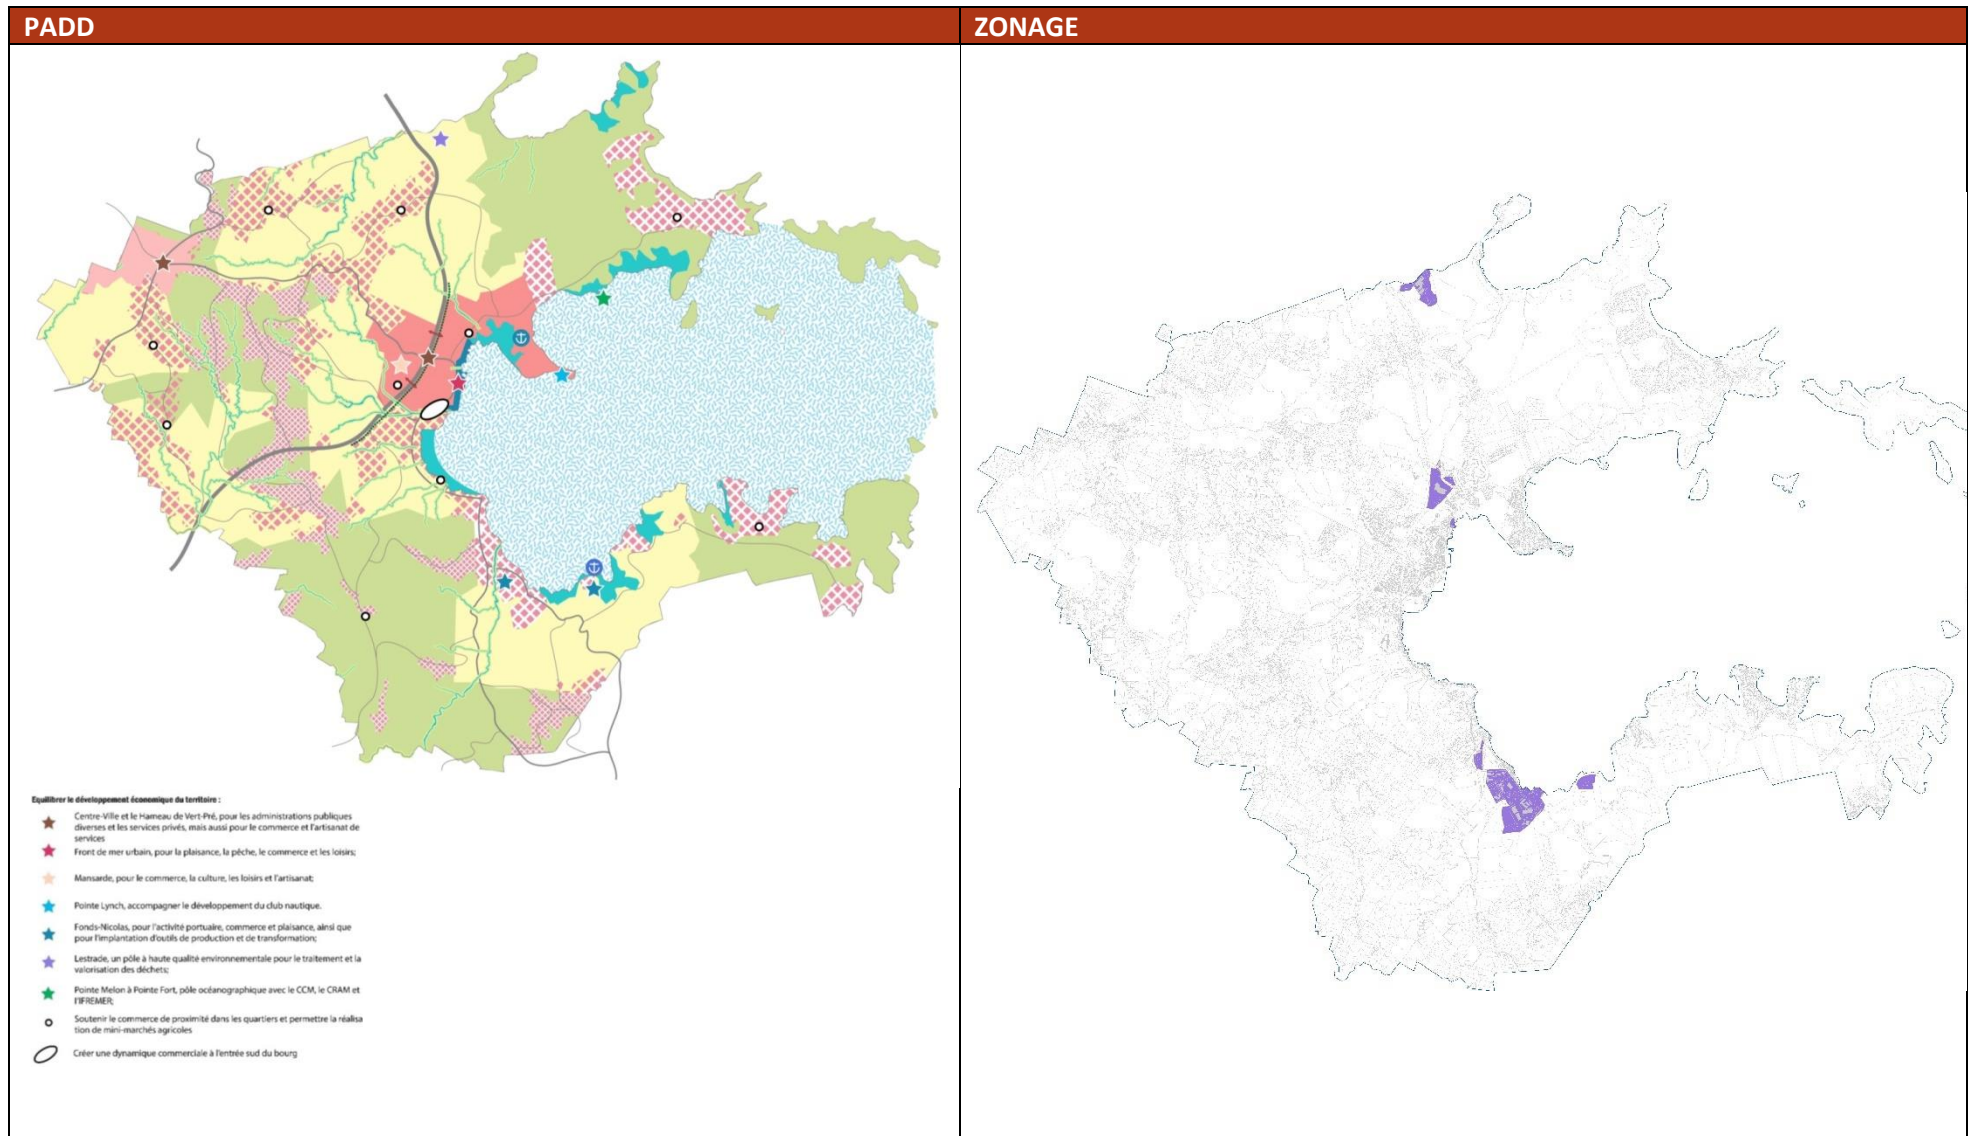 PADD
ZONAGE
Equilibrer le développement économique du territoire :
Centre-Ville et le Hameau de Vert-Pré, pour les administrations publiques
diverses et les services privés, mais aussi pour le commerce et l'artisanat de
services
Front de mer urbain, pour la plaisance, la pêche, le commerce et les loisirs;
Mansarde, pour le commerce, la culture, les loisirs et l'artisanat;
Pointe Lynch, accompagner le développement du club nautique.
Fonds-Nicolas, pour l'activité portuaire, commerce et plaisance, ainsi que
pour l'implantation d'outils de production et de transformation;
Lestrade, un pôle à haute qualité environnementale pour le traitement et la
valorisation des déchets;
Pointe Melon à Pointe Fort, pôle océanographique avec le CCM, le CRAM et
l'IFREMER;
Soutenir le commerce de proximité dans les quartiers et permettre la réalisa
tion de mini-marchés agricoles
Créer une dynamique commerciale à l'entrée sud du bourg